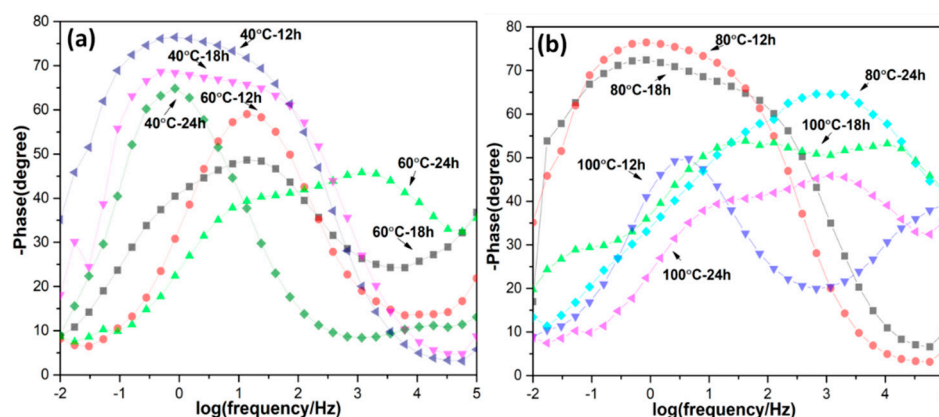 (a)
40°C-12h
40°C-18h
60°C-12h
40°C-24h
60°C-24h
60°C-18h
-Phase(degree)
80
70
60
50
40
30
20
10
0
-2 -1 0 1 2 3 4 5
log(frequency/Hz)
(b)
80°C-12h
80°C-24h
80°C-18h
100°C-18h
100°C-12h
100°C-24h
-Phase(degree)
80
70
60
50
40
30
20
10
0
-2 -1 0 1 2 3 4
log(frequency/Hz)